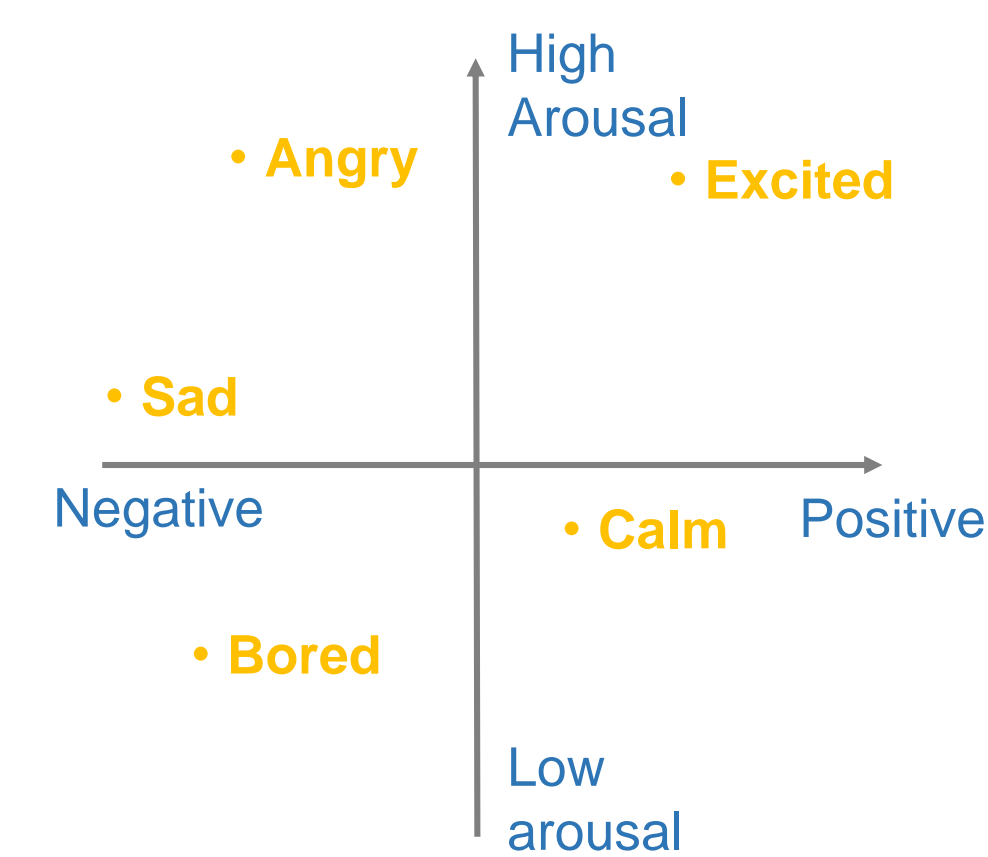 High
Arousal
• Angry
• Excited
• Sad
Negative
Positive
• Calm
• Bored
Low
arousal